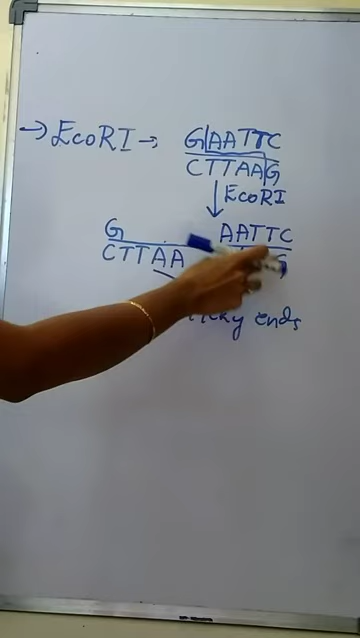 → EcoRI → G|AATTC
CTTAA|G
EcoRI
G AATTC
CTTAA G
ends